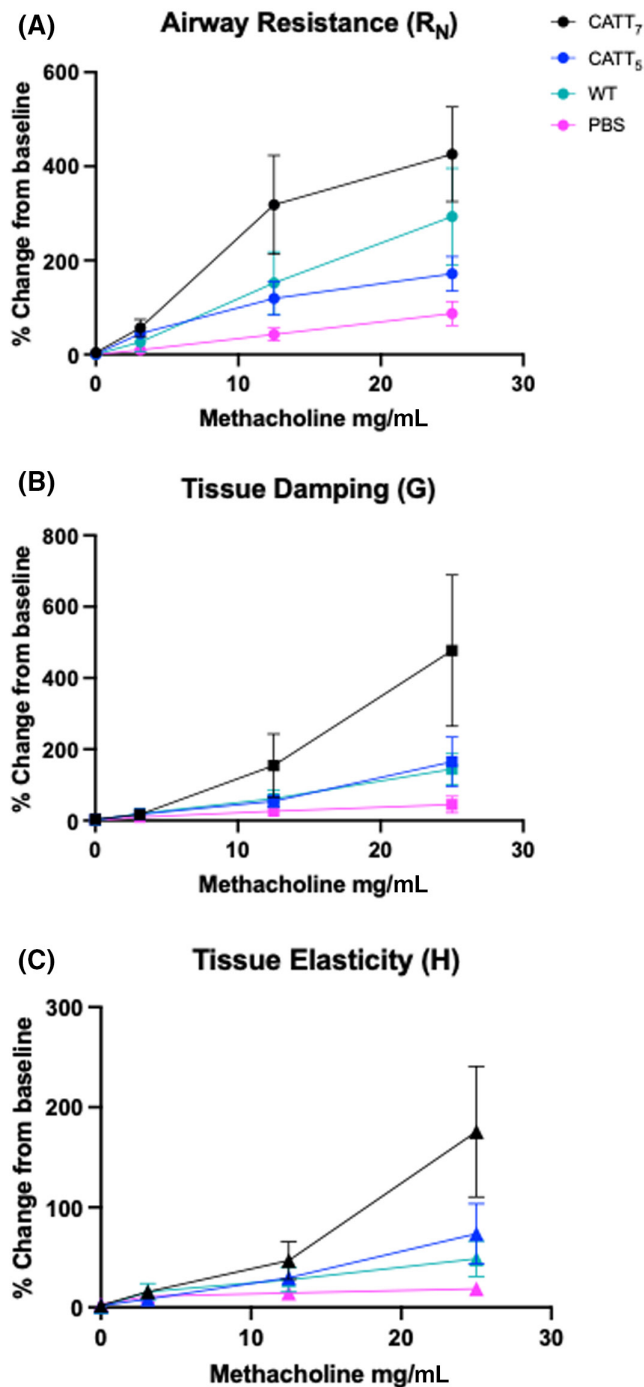 (A)
Airway Resistance (R_N)
CATT₇
CATT₅
WT
PBS
% Change from baseline
600
400
200
0
0 10 20 30
Methacholine mg/mL
(B)
Tissue Damping (G)
% Change from baseline
800
600
400
200
0
0 10 20 30
Methacholine mg/mL
(C)
Tissue Elasticity (H)
% Change from baseline
300
200
100
0
0 10 20 30
Methacholine mg/mL